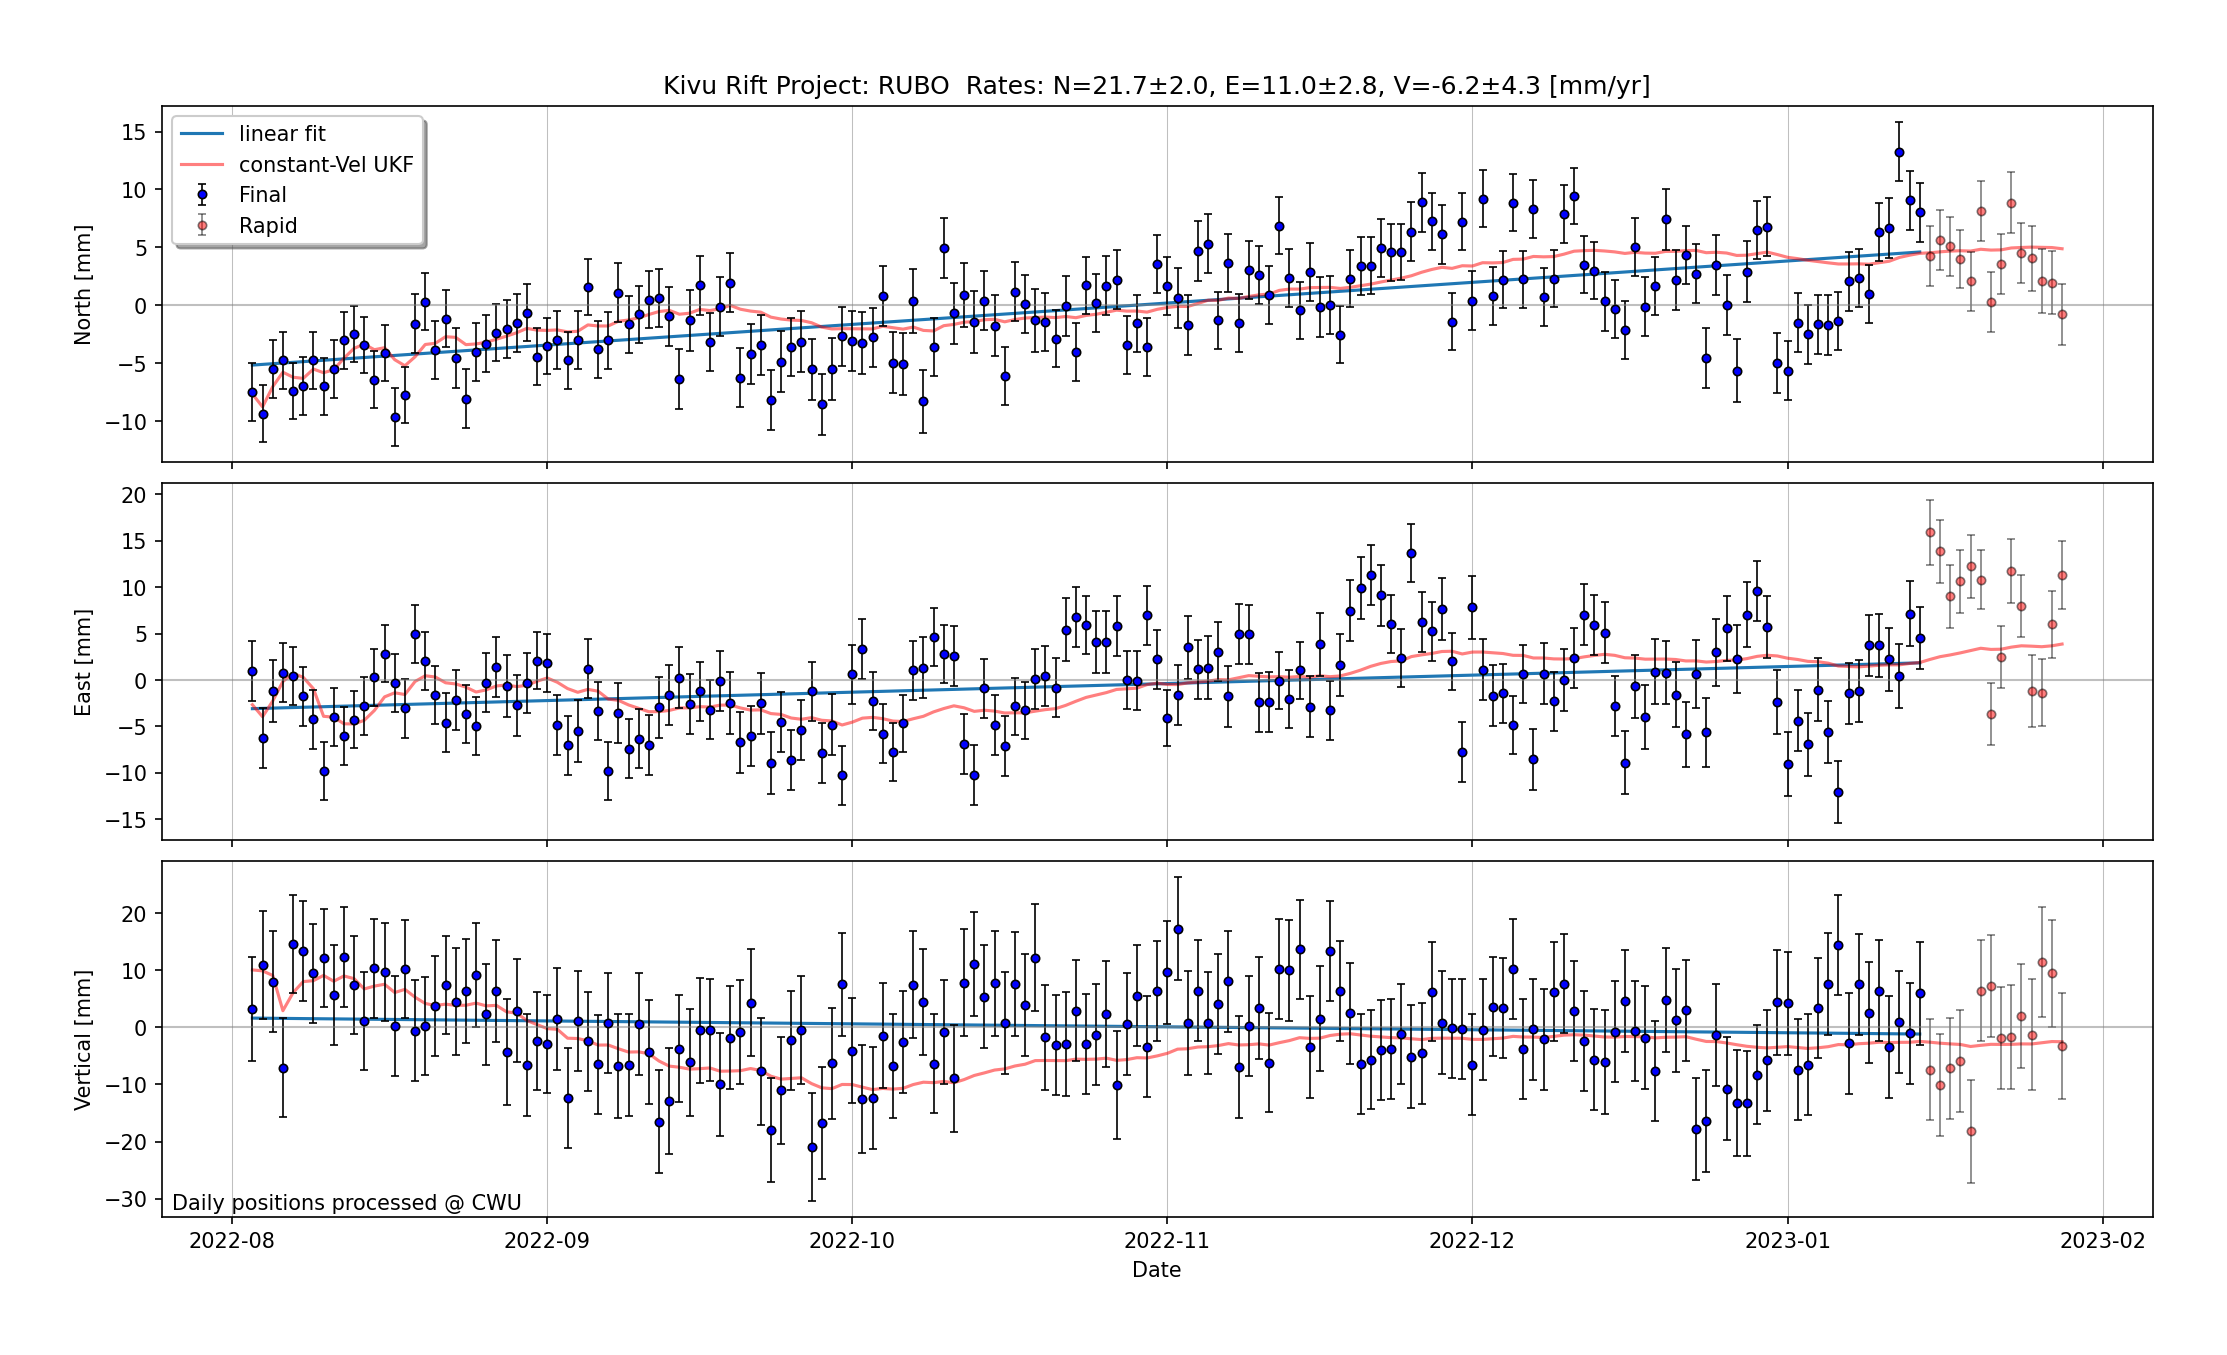 Kivu Rift Project: RUBO  Rates: N=21.7±2.0, E=11.0±2.8, V=-6.2±4.3 [mm/yr]
linear fit
constant-Vel UKF
Final
Rapid
North [mm]
15
10
5
0
−5
−10
East [mm]
20
15
10
5
0
−5
−10
−15
Vertical [mm]
20
10
0
−10
−20
−30
Daily positions processed @ CWU
2022-08 2022-09 2022-10 2022-11 2022-12 2023-01 2023-02
Date